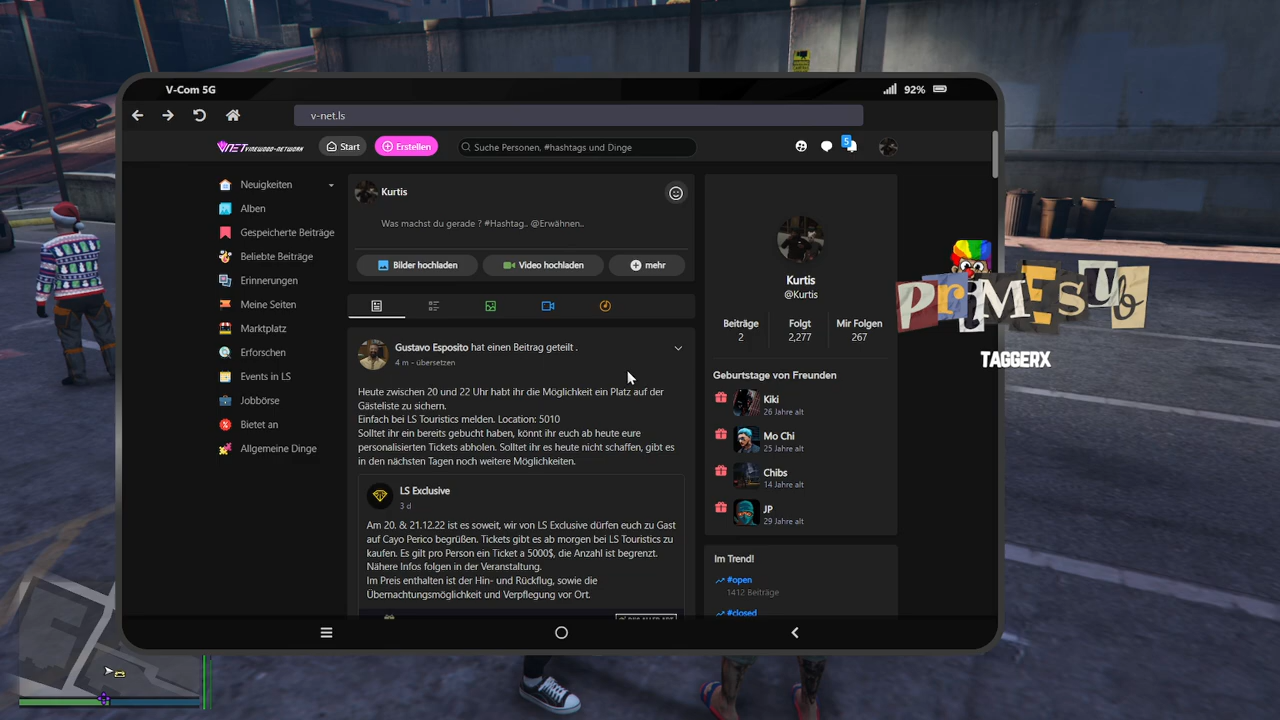 V-Com 5G
92%
v-net.ls
VNET VINEWOOD-NETWORK
Start
Erstellen
Suche Personen, #hashtags und Dinge
5
Neuigkeiten
Alben
Gespeicherte Beiträge
Beliebte Beiträge
Erinnerungen
Meine Seiten
Marktplatz
Erforschen
Events in LS
Jobbörse
Bietet an
Allgemeine Dinge
Kurtis
Was machst du gerade ? #Hashtag.. @Erwähnen..
Bilder hochladen
Video hochladen
mehr
Gustavo Esposito hat einen Beitrag geteilt .
4 m - übersetzen
Heute zwischen 20 und 22 Uhr habt ihr die Möglichkeit ein Platz auf der
Gästeliste zu sichern.
Einfach bei LS Touristics melden. Location: 5010
Solltet ihr ein bereits gebucht haben, könnt ihr euch ab heute eure
personalisierten Tickets abholen. Solltet ihr es heute nicht schaffen, gibt es
in den nächsten Tagen noch weitere Möglichkeiten.
LS Exclusive
3 d
Am 20. & 21.12.22 ist es soweit, wir von LS Exclusive dürfen euch zu Gast
auf Cayo Perico begrüßen. Tickets gibt es ab morgen bei LS Touristics zu
kaufen. Es gilt pro Person ein Ticket a 5000$, die Anzahl ist begrenzt.
Nähere Infos folgen in der Veranstaltung.
Im Preis enthalten ist der Hin- und Rückflug, sowie die
Übernachtungsmöglichkeit und Verpflegung vor Ort.
Kurtis
@Kurtis
Beiträge
2
Folgt
2,277
Mir Folgen
267
Geburtstage von Freunden
Kiki
26 Jahre alt
Mo Chi
25 Jahre alt
Chibs
14 Jahre alt
JP
29 Jahre alt
Im Trend!
#open
1412 Beiträge
#closed
PriMESUb
TAGGERX